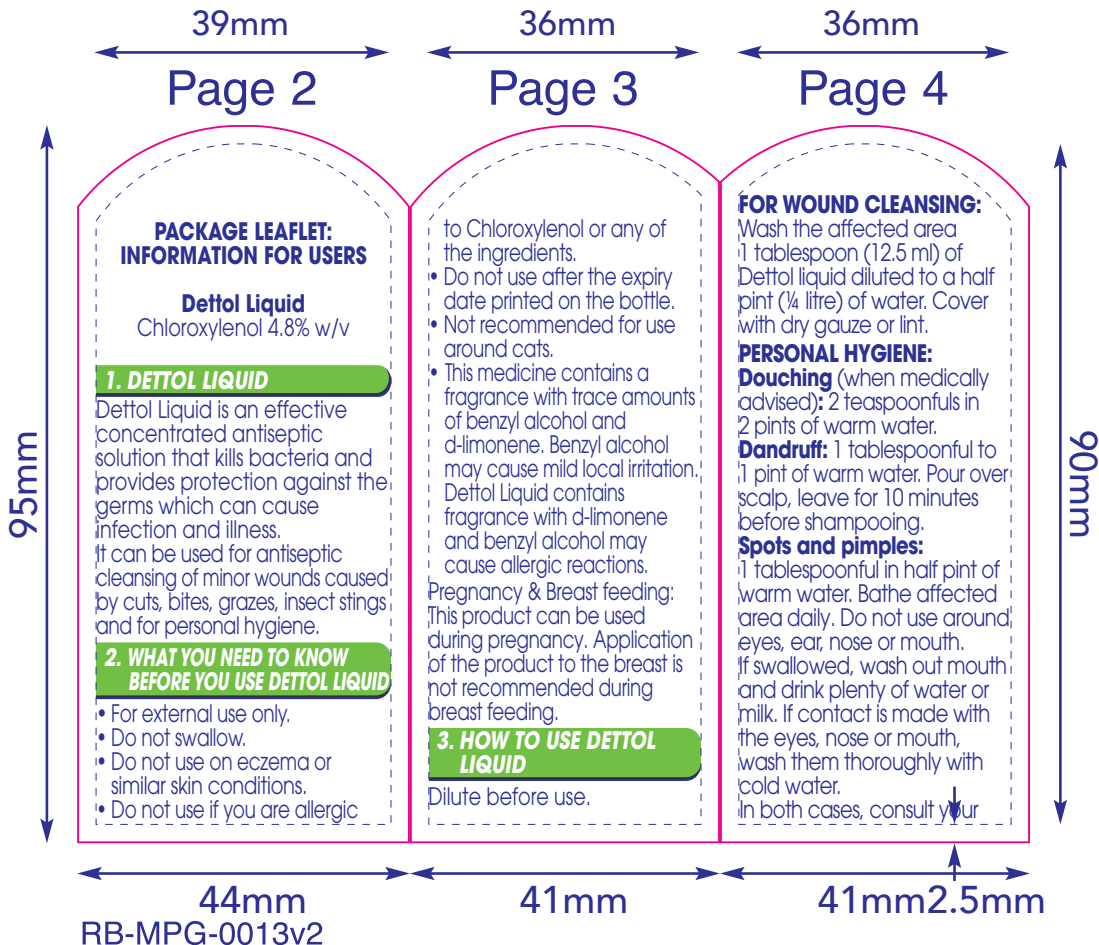 39mm
36mm
36mm
Page 2
Page 3
Page 4
95mm
PACKAGE LEAFLET:
INFORMATION FOR USERS
Dettol Liquid
Chloroxylenol 4.8% w/v
1. DETTOL LIQUID
Dettol Liquid is an effective
concentrated antiseptic
solution that kills bacteria and
provides protection against the
germs which can cause
infection and illness.
It can be used for antiseptic
cleansing of minor wounds caused
by cuts, bites, grazes, insect stings
and for personal hygiene.
2. WHAT YOU NEED TO KNOW
BEFORE YOU USE DETTOL LIQUID
• For external use only.
• Do not swallow.
• Do not use on eczema or
similar skin conditions.
• Do not use if you are allergic
to Chloroxylenol or any of
the ingredients.
• Do not use after the expiry
date printed on the bottle.
• Not recommended for use
around cats.
• This medicine contains a
fragrance with trace amounts
of benzyl alcohol and
d-limonene. Benzyl alcohol
may cause mild local irritation.
Dettol Liquid contains
fragrance with d-limonene
and benzyl alcohol may
cause allergic reactions.
Pregnancy & Breast feeding:
This product can be used
during pregnancy. Application
of the product to the breast is
not recommended during
breast feeding.
3. HOW TO USE DETTOL
LIQUID
Dilute before use.
FOR WOUND CLEANSING:
Wash the affected area
1 tablespoon (12.5 ml) of
Dettol liquid diluted to a half
pint (¼ litre) of water. Cover
with dry gauze or lint.
PERSONAL HYGIENE:
Douching (when medically
advised): 2 teaspoonfuls in
2 pints of warm water.
Dandruff: 1 tablespoonful to
1 pint of warm water. Pour over
scalp, leave for 10 minutes
before shampooing.
Spots and pimples:
1 tablespoonful in half pint of
warm water. Bathe affected
area daily. Do not use around
eyes, ear, nose or mouth.
If swallowed, wash out mouth
and drink plenty of water or
milk. If contact is made with
the eyes, nose or mouth,
wash them thoroughly with
cold water.
In both cases, consult your
90mm
44mm
41mm
41mm
2.5mm
RB-MPG-0013v2